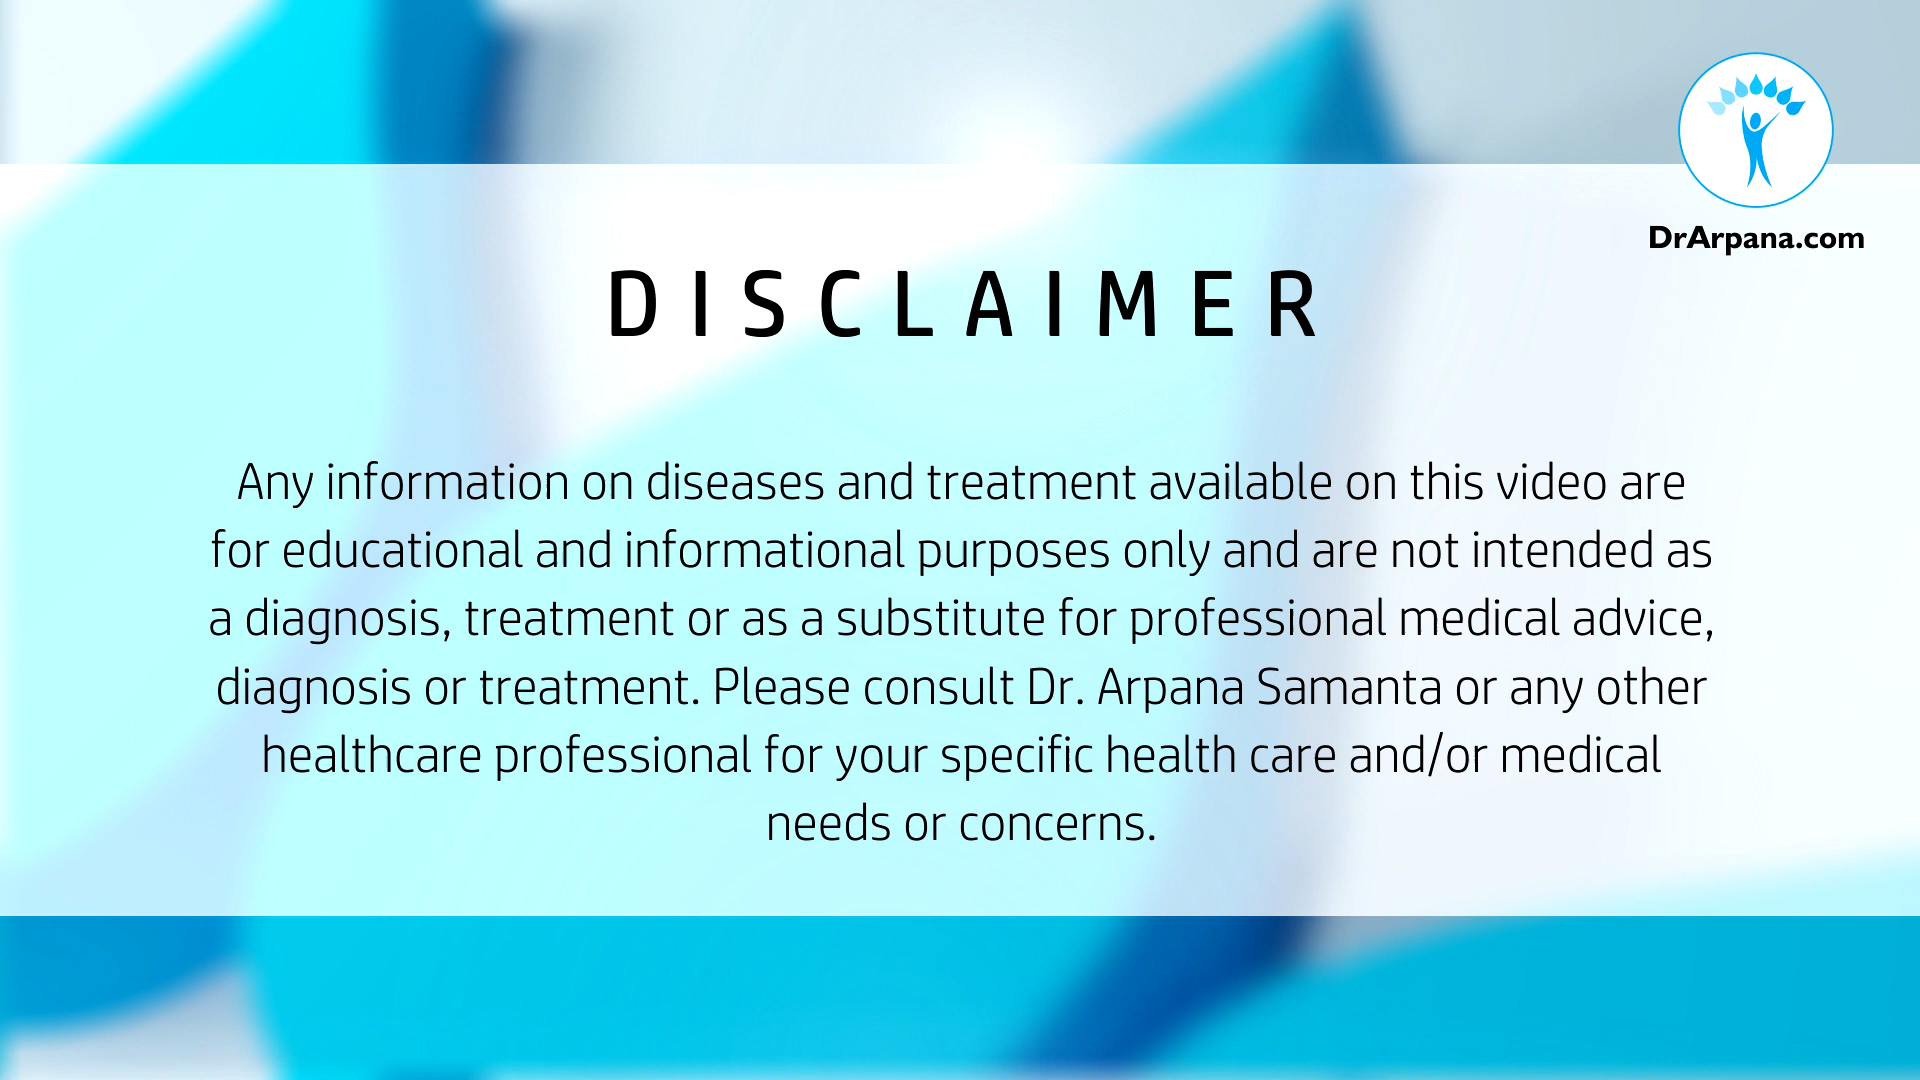 DrArpana.com
DISCLAIMER
Any information on diseases and treatment available on this video are
for educational and informational purposes only and are not intended as
a diagnosis, treatment or as a substitute for professional medical advice,
diagnosis or treatment. Please consult Dr. Arpana Samanta or any other
healthcare professional for your specific health care and/or medical
needs or concerns.